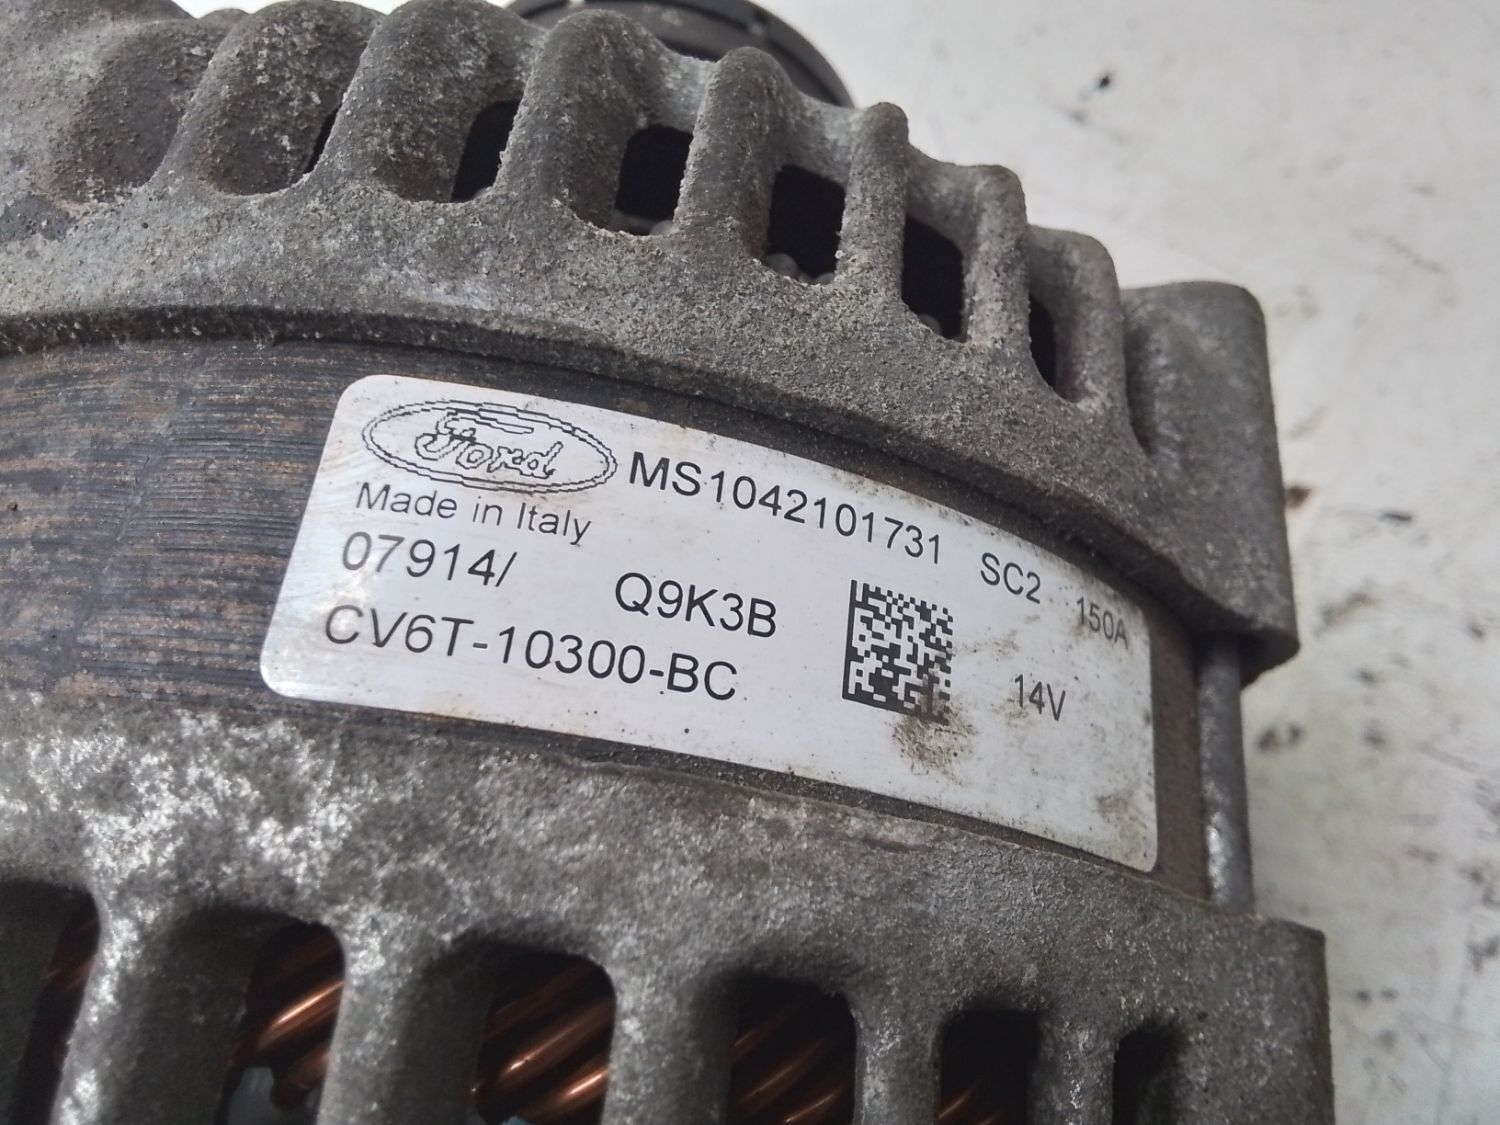 Ford MS1042101731 SC2 150A
Made in Italy
07914/ Q9K3B
CV6T-10300-BC 14V